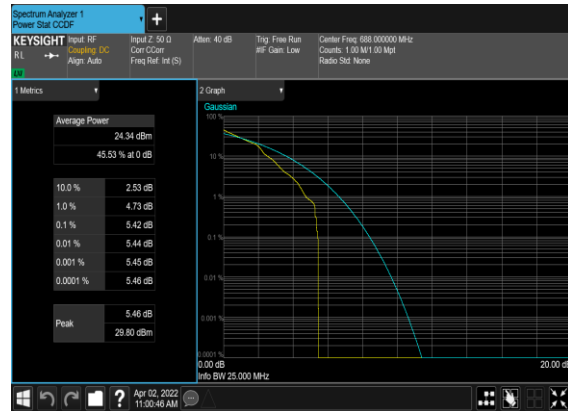 Spectrum Analyzer 1
Power Stat CCDF
KEYSIGHT
RL
Input: RF
Coupling: DC
Align: Auto
Input Z: 50 Ω
Corr CCorr
Freq Ref: Int (S)
Atten: 40 dB
Trig: Free Run
#IF Gain: Low
Center Freq: 688.000000 MHz
Counts: 1.00 M/1.00 Mpt
Radio Std: None
1 Metrics
Average Power
24.34 dBm
45.53 % at 0 dB
10.0 % 2.53 dB
1.0 % 4.73 dB
0.1 % 5.42 dB
0.01 % 5.44 dB
0.001 % 5.45 dB
0.0001 % 5.46 dB
Peak
5.46 dB
29.80 dBm
2 Graph
Gaussian
100 %
10 %
1 %
0.1 %
0.01 %
0.001 %
0.0001 %
0.00 dB
20.00 dB
Info BW 25.000 MHz
?
Apr 02, 2022
11:00:46 AM